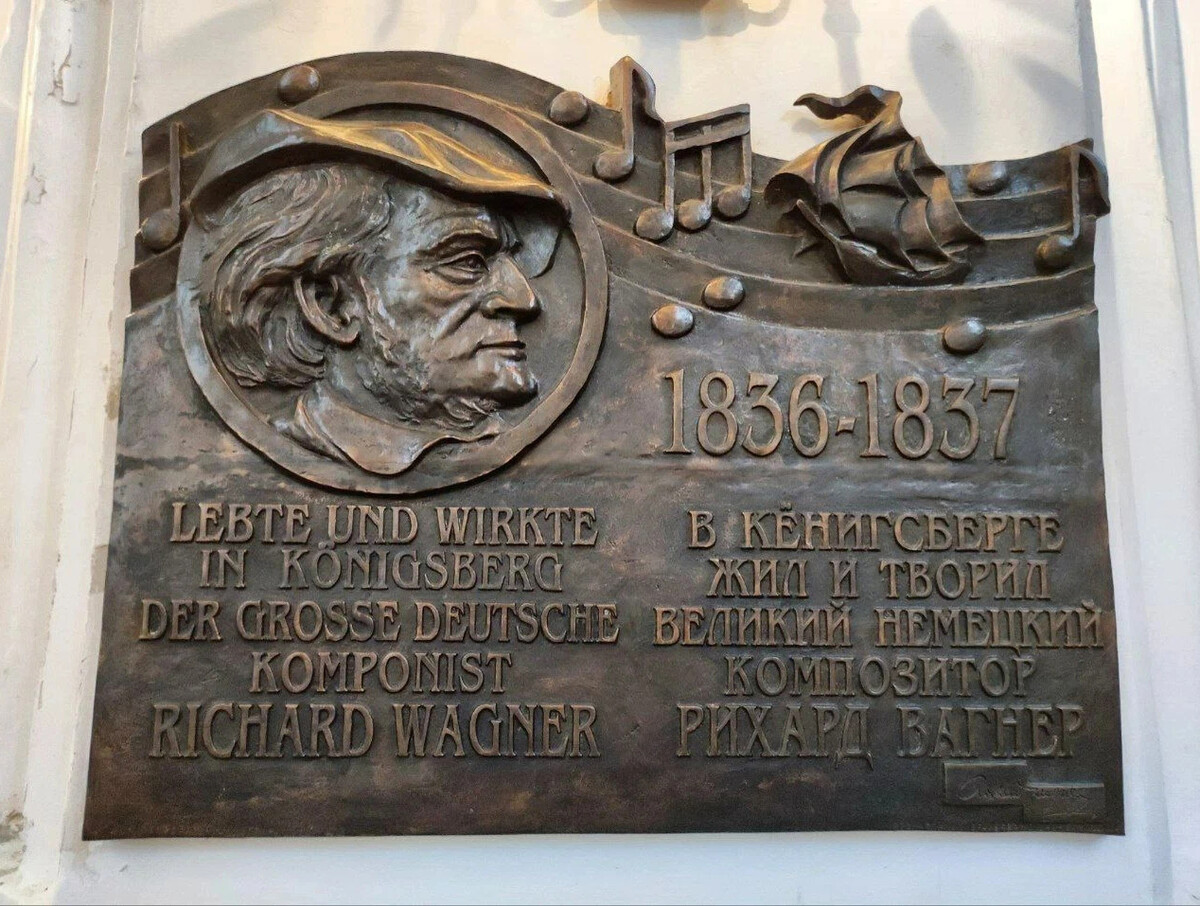 1836-1837
LEBTE UND WIRKTE
IN KÖNIGSBERG
DER GROSSE DEUTSCHE
KOMPONIST
RICHARD WAGNER
В КЁНИГСБЕРГЕ
ЖИЛ И ТВОРИЛ
ВЕЛИКИЙ НЕМЕЦКИЙ
КОМПОЗИТОР
РИХАРД ВАГНЕР